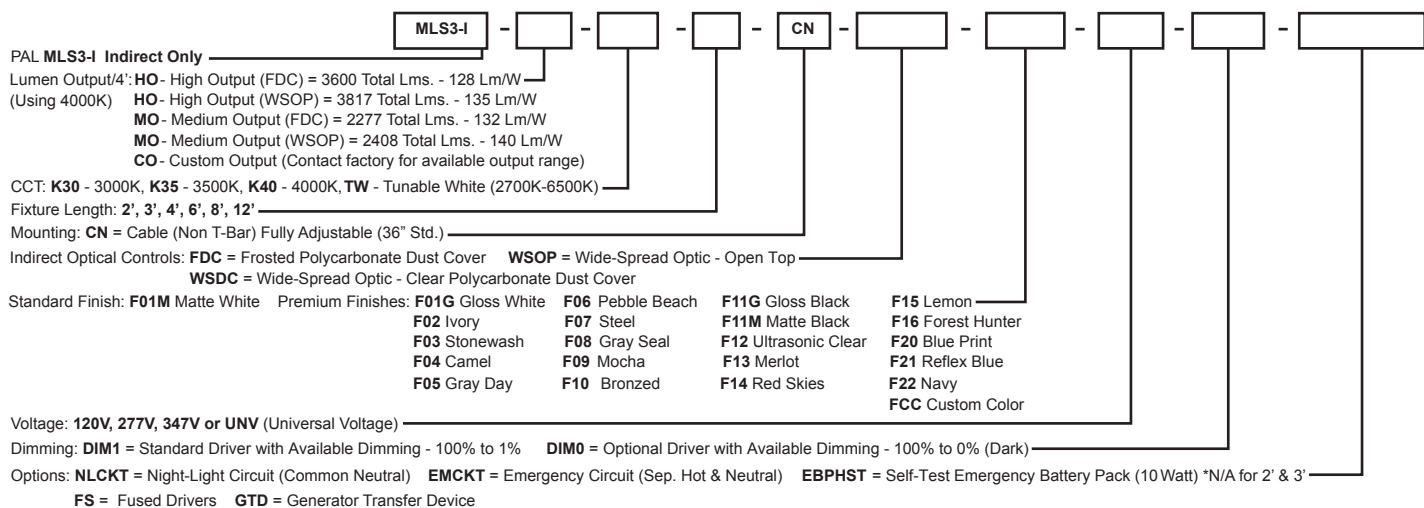 MLS3-I - - - - CN - - - - -
PAL MLS3-I Indirect Only
Lumen Output/4': HO - High Output (FDC) = 3600 Total Lms. - 128 Lm/W
(Using 4000K) HO - High Output (WSOP) = 3817 Total Lms. - 135 Lm/W
MO - Medium Output (FDC) = 2277 Total Lms. - 132 Lm/W
MO - Medium Output (WSOP) = 2408 Total Lms. - 140 Lm/W
CO - Custom Output (Contact factory for available output range)
CCT: K30 - 3000K, K35 - 3500K, K40 - 4000K, TW - Tunable White (2700K-6500K)
Fixture Length: 2', 3', 4', 6', 8', 12'
Mounting: CN = Cable (Non T-Bar) Fully Adjustable (36" Std.)
Indirect Optical Controls: FDC = Frosted Polycarbonate Dust Cover WSOP = Wide-Spread Optic - Open Top
WSDC = Wide-Spread Optic - Clear Polycarbonate Dust Cover
Standard Finish: F01M Matte White Premium Finishes: F01G Gloss White F06 Pebble Beach F11G Gloss Black F15 Lemon
F02 Ivory F07 Steel F11M Matte Black F16 Forest Hunter
F03 Stonewash F08 Gray Seal F12 Ultrasonic Clear F20 Blue Print
F04 Camel F09 Mocha F13 Merlot F21 Reflex Blue
F05 Gray Day F10 Bronzed F14 Red Skies F22 Navy
FCC Custom Color
Voltage: 120V, 277V, 347V or UNV (Universal Voltage)
Dimming: DIM1 = Standard Driver with Available Dimming - 100% to 1% DIM0 = Optional Driver with Available Dimming - 100% to 0% (Dark)
Options: NLCKT = Night-Light Circuit (Common Neutral) EMCKT = Emergency Circuit (Sep. Hot & Neutral) EBPHST = Self-Test Emergency Battery Pack (10 Watt) *N/A for 2' & 3'
FS = Fused Drivers GTD = Generator Transfer Device